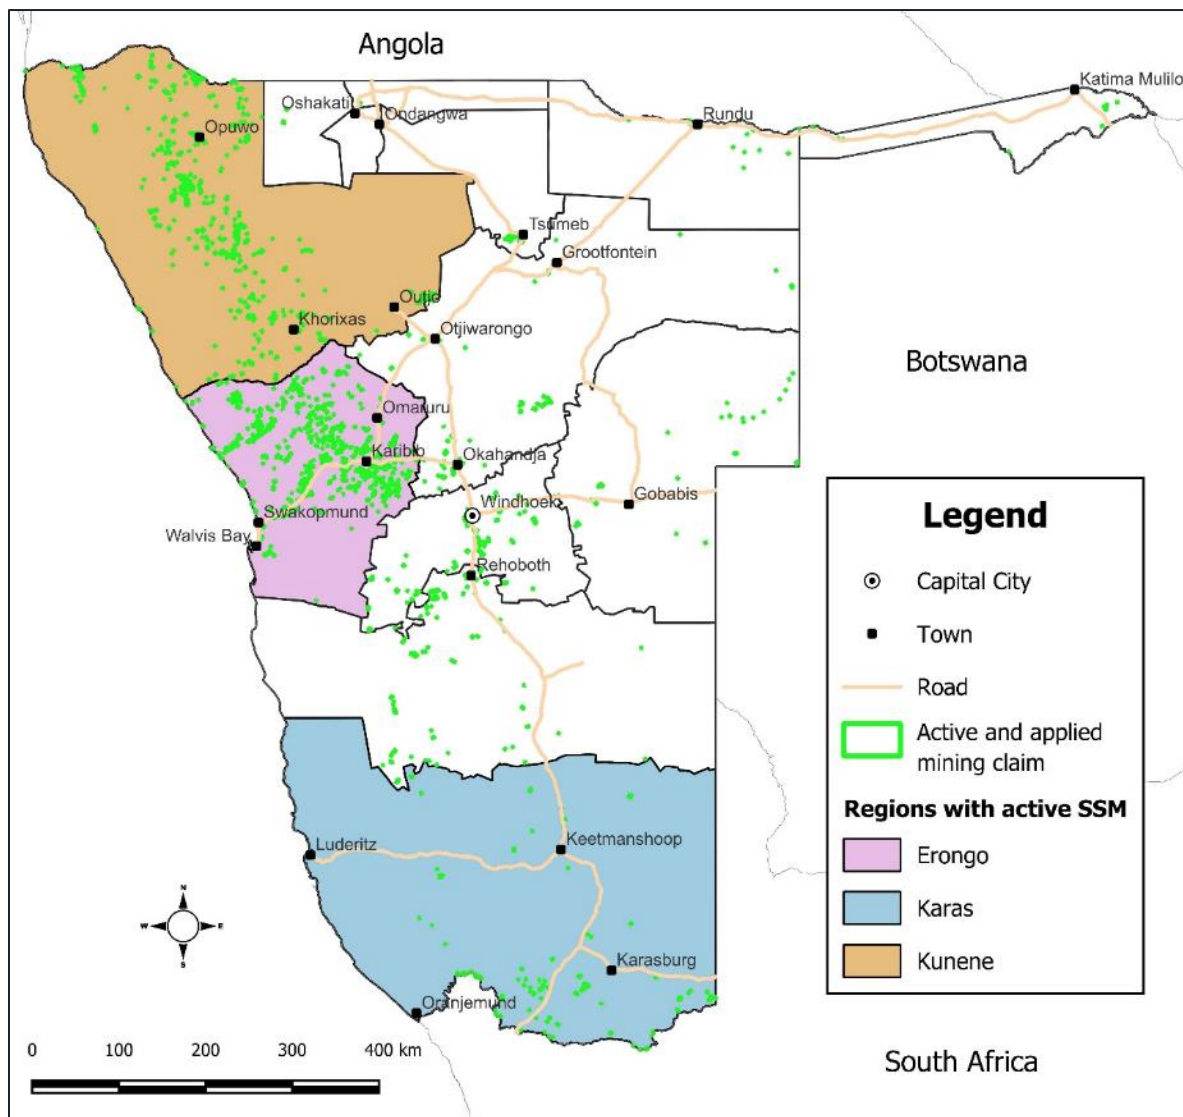 Angola
Katima Mulilo
Oshakati
Ondangwa
Rundu
Opuwo
Tsumeb
Grootfontein
Outjo
Khorixas
Otjiwarongo
Botswana
Omaruru
Karibib
Okahandja
Windhoek
Gobabis
Swakopmund
Walvis Bay
Rehoboth
Luderitz
Keetmanshoop
Karasburg
Oranjemund
South Africa
Legend
Capital City
Town
Road
Active and applied
mining claim
Regions with active SSM
Erongo
Karas
Kunene
N
W
E
S
0 100 200 300 400 km